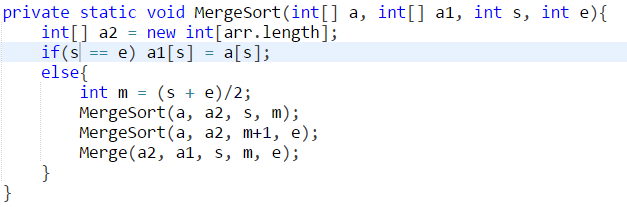 private static void MergeSort(int[] a, int[] a1, int s, int e){
    int[] a2 = new int[arr.length];
    if(s == e) a1[s] = a[s];
    else{
        int m = (s + e)/2;
        MergeSort(a, a2, s, m);
        MergeSort(a, a2, m+1, e);
        Merge(a2, a1, s, m, e);
    }
}